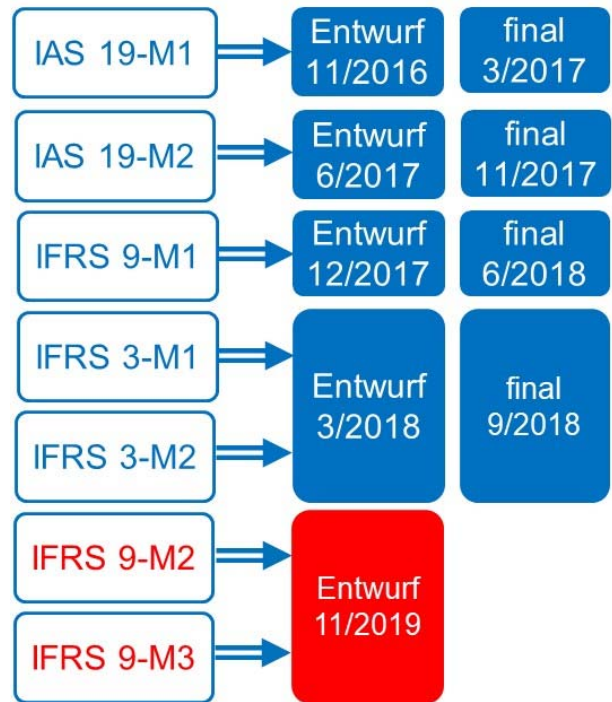 IAS 19-M1
Entwurf
11/2016
final
3/2017
IAS 19-M2
Entwurf
6/2017
final
11/2017
IFRS 9-M1
Entwurf
12/2017
final
6/2018
IFRS 3-M1
IFRS 3-M2
Entwurf
3/2018
final
9/2018
IFRS 9-M2
IFRS 9-M3
Entwurf
11/2019